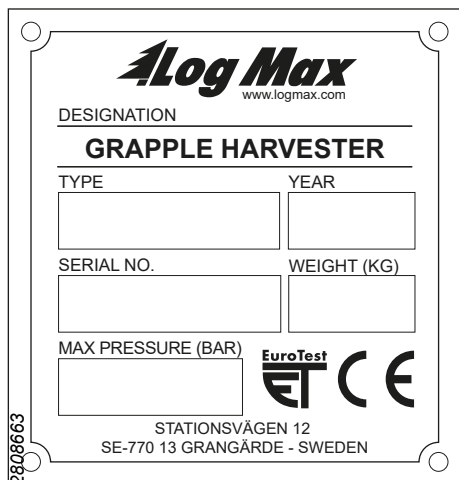 Log Max
www.logmax.com
DESIGNATION
GRAPPLE HARVESTER
TYPE YEAR
SERIAL NO. WEIGHT (KG)
MAX PRESSURE (BAR)
EuroTest
ET CE
STATIONSVÄGEN 12
SE-770 13 GRANGÄRDE - SWEDEN
2808663